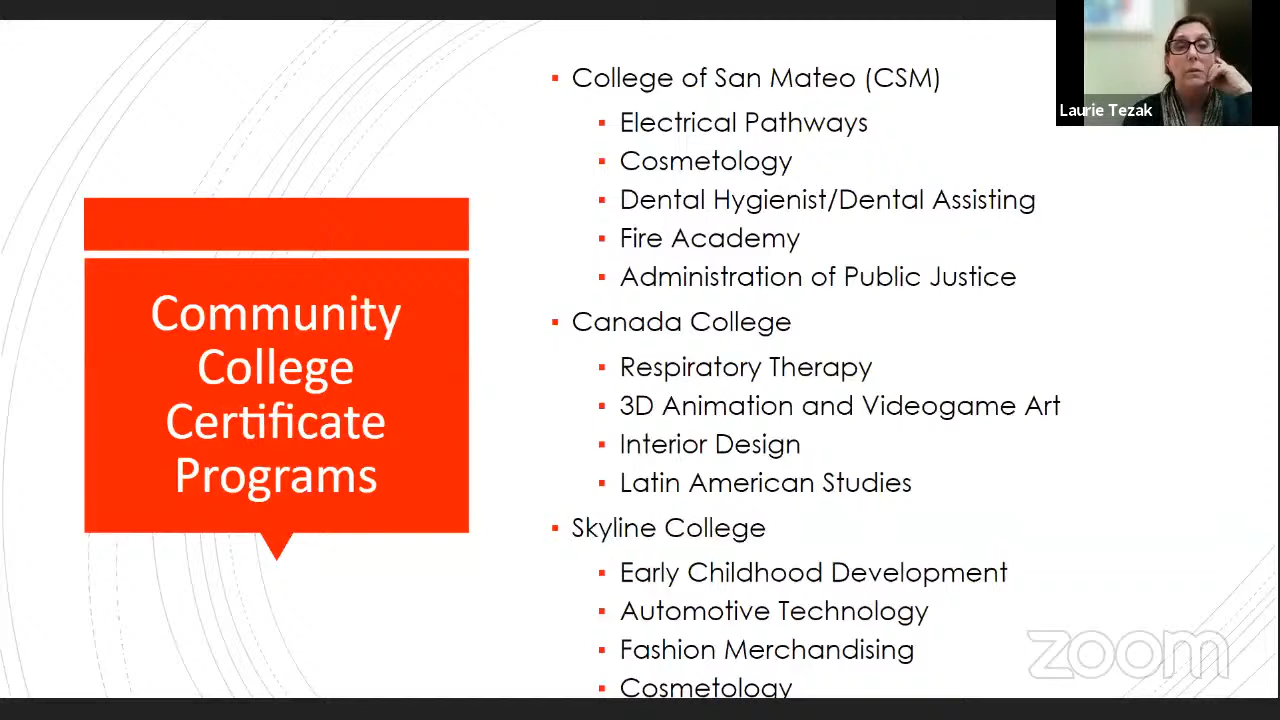 Community
College
Certificate
Programs
College of San Mateo (CSM)
Electrical Pathways
Cosmetology
Dental Hygienist/Dental Assisting
Fire Academy
Administration of Public Justice
Canada College
Respiratory Therapy
3D Animation and Videogame Art
Interior Design
Latin American Studies
Skyline College
Early Childhood Development
Automotive Technology
Fashion Merchandising
Cosmetology
Laurie Tezak
zoom